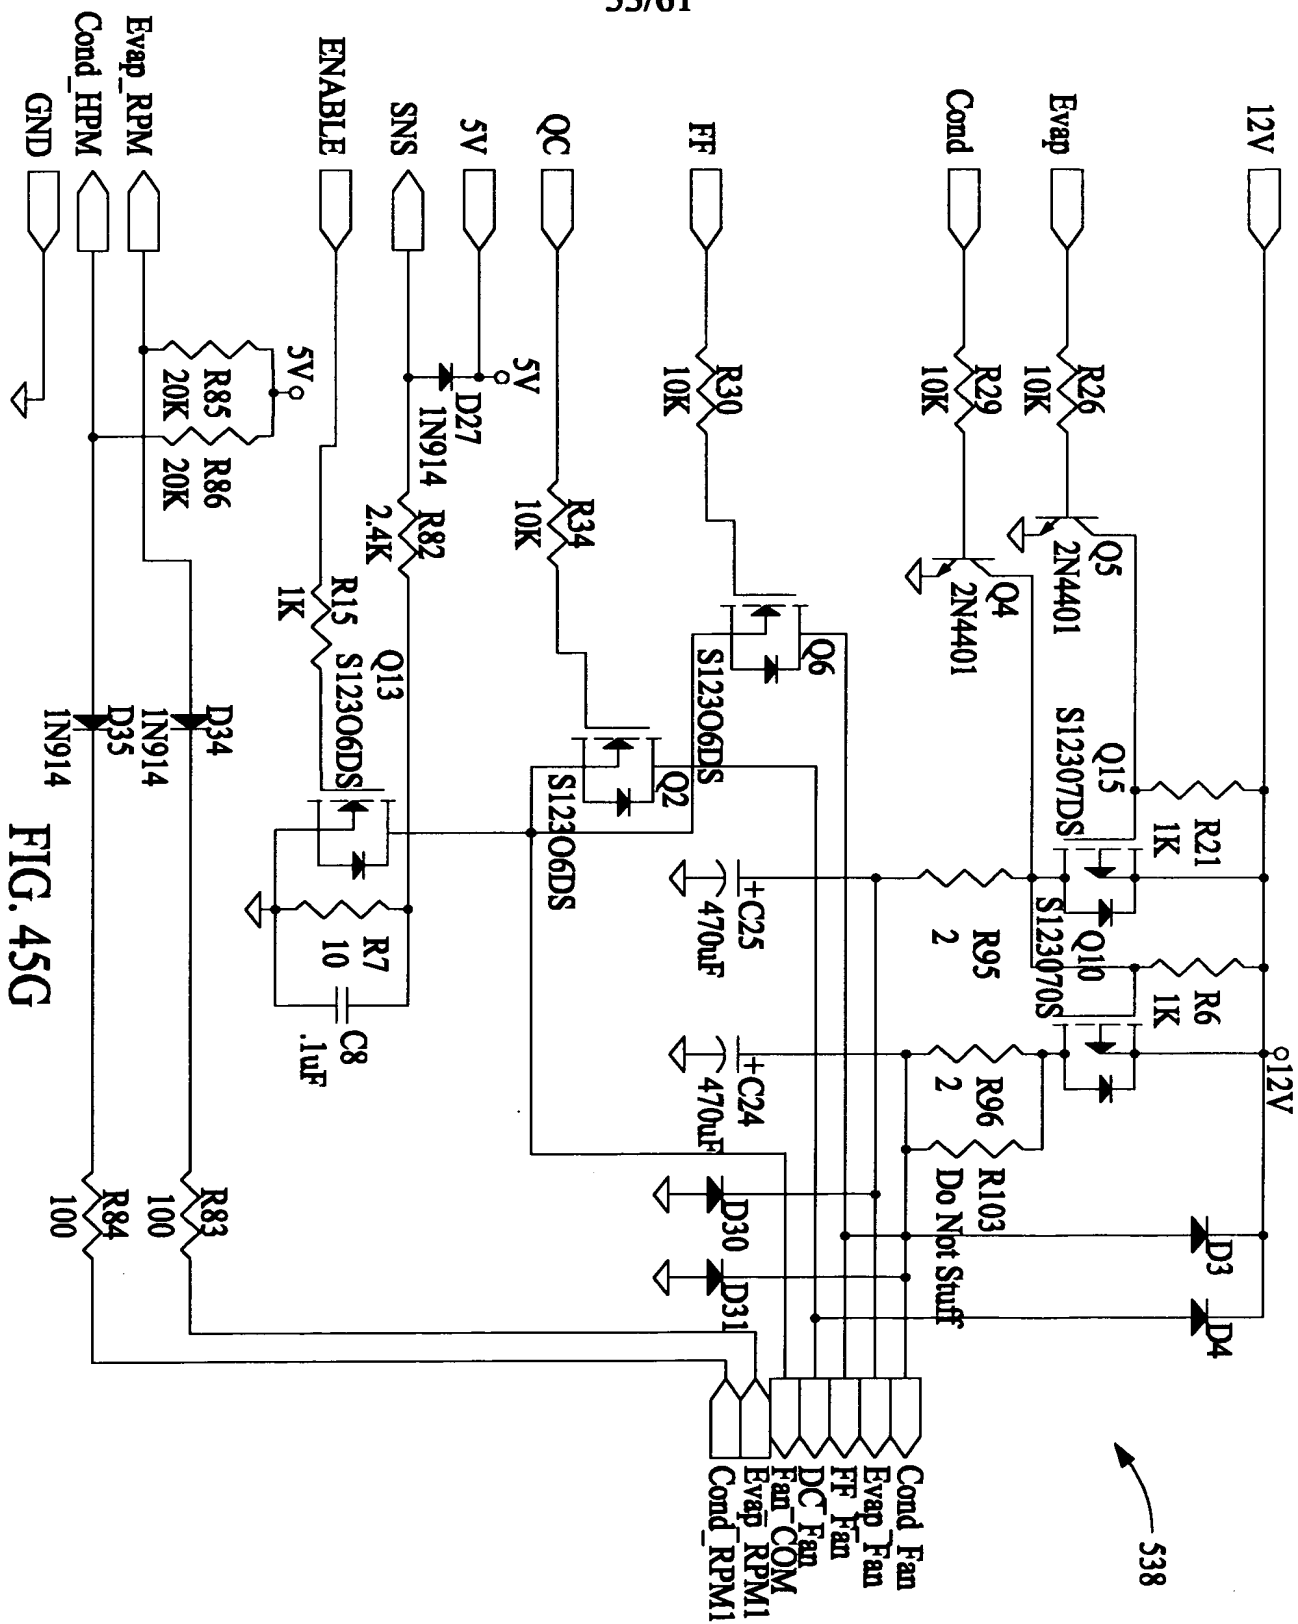 53/61
12V
Evap
Cond
FF
QC
5V
SNS
ENABLE
Evap_RPM
Cond_HPM
GND
R26
10K
R29
10K
R30
10K
R34
10K
5V
D27
1N914
R82
2.4K
R15
1K
5V
R85
20K
R86
20K
Q5
2N4401
Q4
2N4401
Q6
S123O6DS
Q2
S123O6DS
Q13
S123O6DS
Q15
S12307DS
R21
1K
Q10
S123070S
R6
1K
12V
R95
2
R96
2
R103
Do Not Stuff
+C25
470uF
+C24
470uF
R7
10
C8
.1uF
D34
1N914
D35
1N914
R83
100
R84
100
D30
D31
D3
D4
Cond_Fan
Evap_Fan
FF_Fan
DC_Fan
Fan_COM
Evap_RPM1
Cond_RPM1
538
FIG. 45G